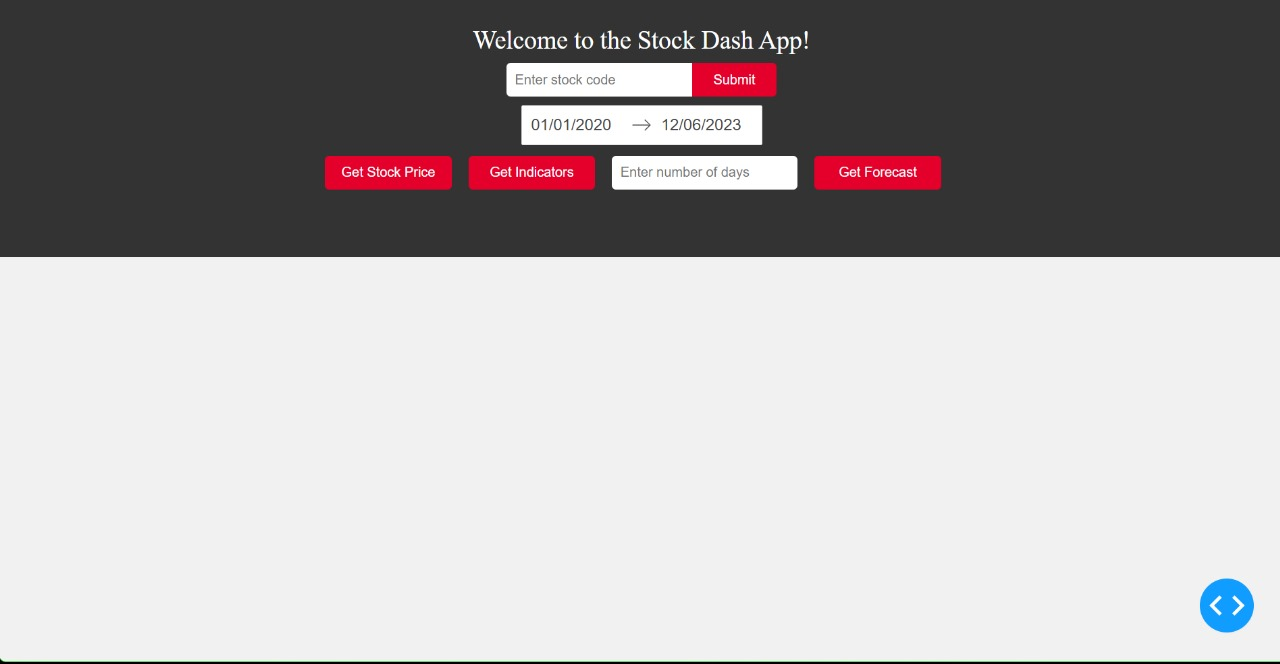 Welcome to the Stock Dash App!
Enter stock code Submit
01/01/2020 → 12/06/2023
Get Stock Price Get Indicators Enter number of days Get Forecast